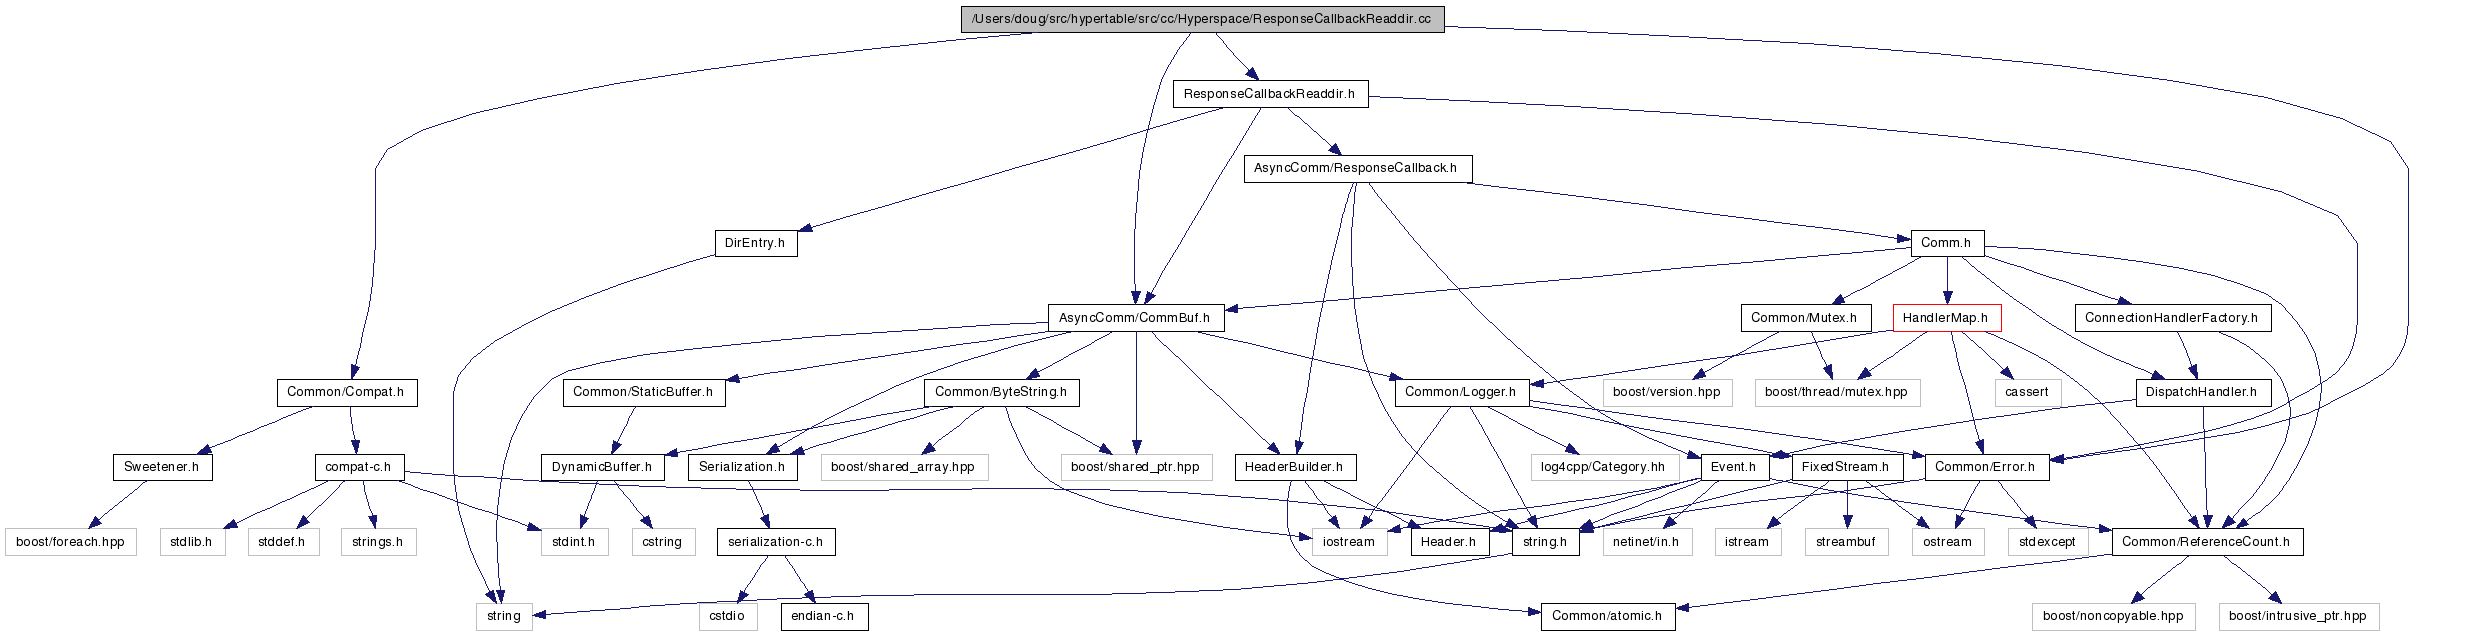 /Users/doug/src/hypertable/src/cc/Hyperspace/ResponseCallbackReaddir.cc
ResponseCallbackReaddir.h
AsyncComm/ResponseCallback.h
DirEntry.h
Comm.h
AsyncComm/CommBuf.h
Common/Mutex.h
HandlerMap.h
ConnectionHandlerFactory.h
Common/Compat.h
Common/StaticBuffer.h
Common/ByteString.h
Common/Logger.h
boost/version.hpp
boost/thread/mutex.hpp
cassert
DispatchHandler.h
Sweetener.h
compat-c.h
DynamicBuffer.h
Serialization.h
boost/shared_array.hpp
boost/shared_ptr.hpp
HeaderBuilder.h
log4cpp/Category.hh
Event.h
FixedStream.h
Common/Error.h
boost/foreach.hpp
stdlib.h
stddef.h
strings.h
stdint.h
cstring
serialization-c.h
iostream
Header.h
string.h
netinet/in.h
istream
streambuf
ostream
stdexcept
Common/ReferenceCount.h
string
cstdio
endian-c.h
Common/atomic.h
boost/noncopyable.hpp
boost/intrusive_ptr.hpp